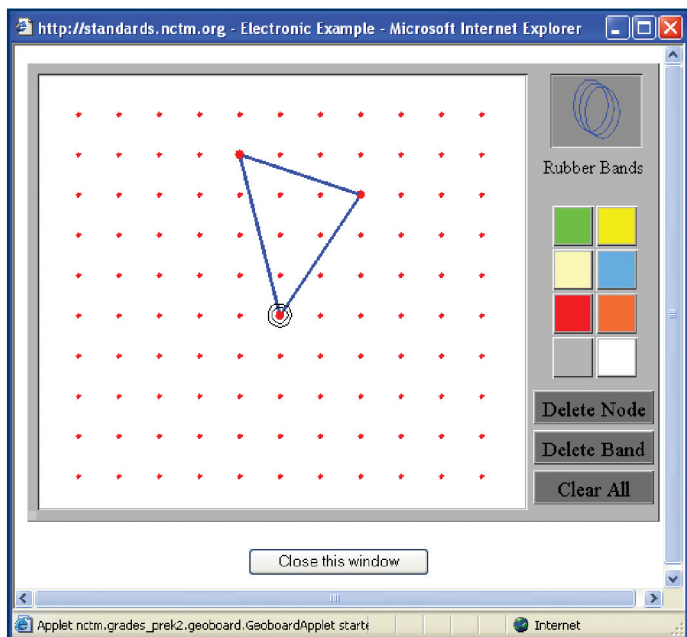 http://standards.nctm.org - Electronic Example - Microsoft Internet Explorer
Rubber Bands
Delete Node
Delete Band
Clear All
Close this window
Applet nctm.grades_prek2.geoboard.GeoboardApplet starte
Internet